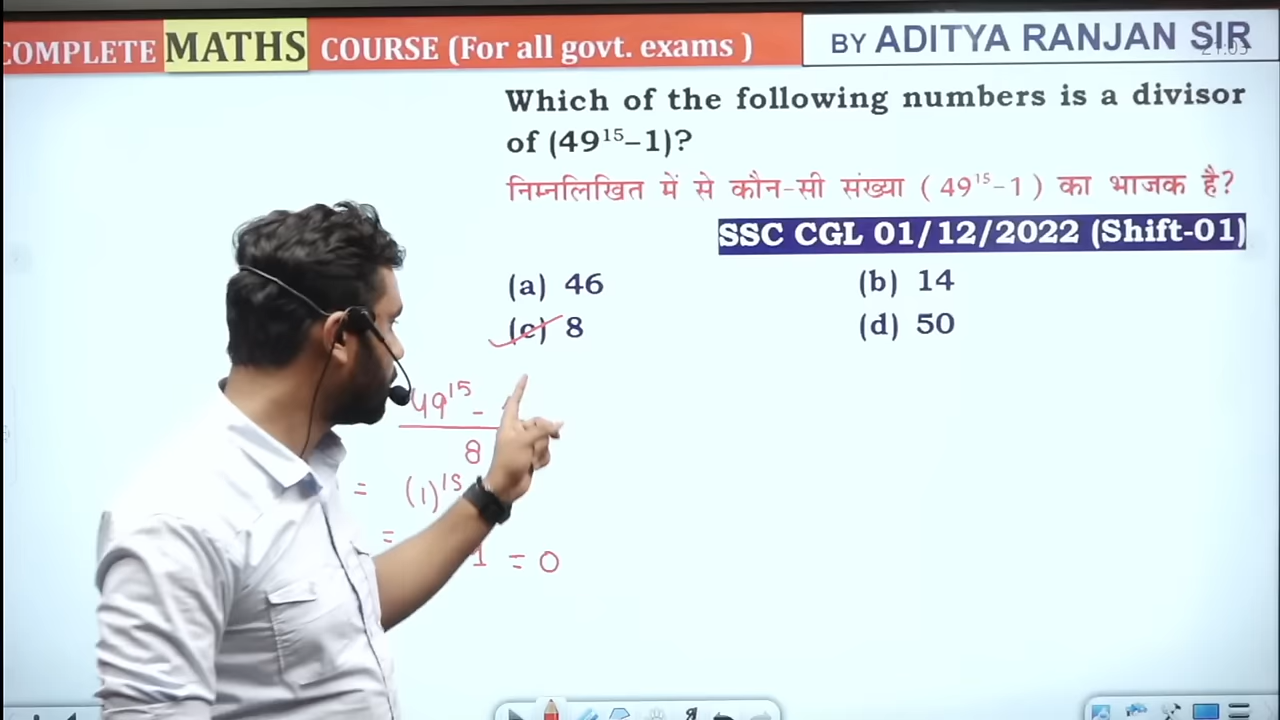 COMPLETE MATHS COURSE (For all govt. exams )
BY ADITYA RANJAN SIR
Which of the following numbers is a divisor
of (49¹⁵–1)?
निम्नलिखित में से कौन-सी संख्या ( 49¹⁵–1 ) का भाजक है?
SSC CGL 01/12/2022 (Shift-01)
(a) 46
(b) 14
(c) 8
(d) 50
49¹⁵ -
8
= (1)¹⁵
=
1 = 0